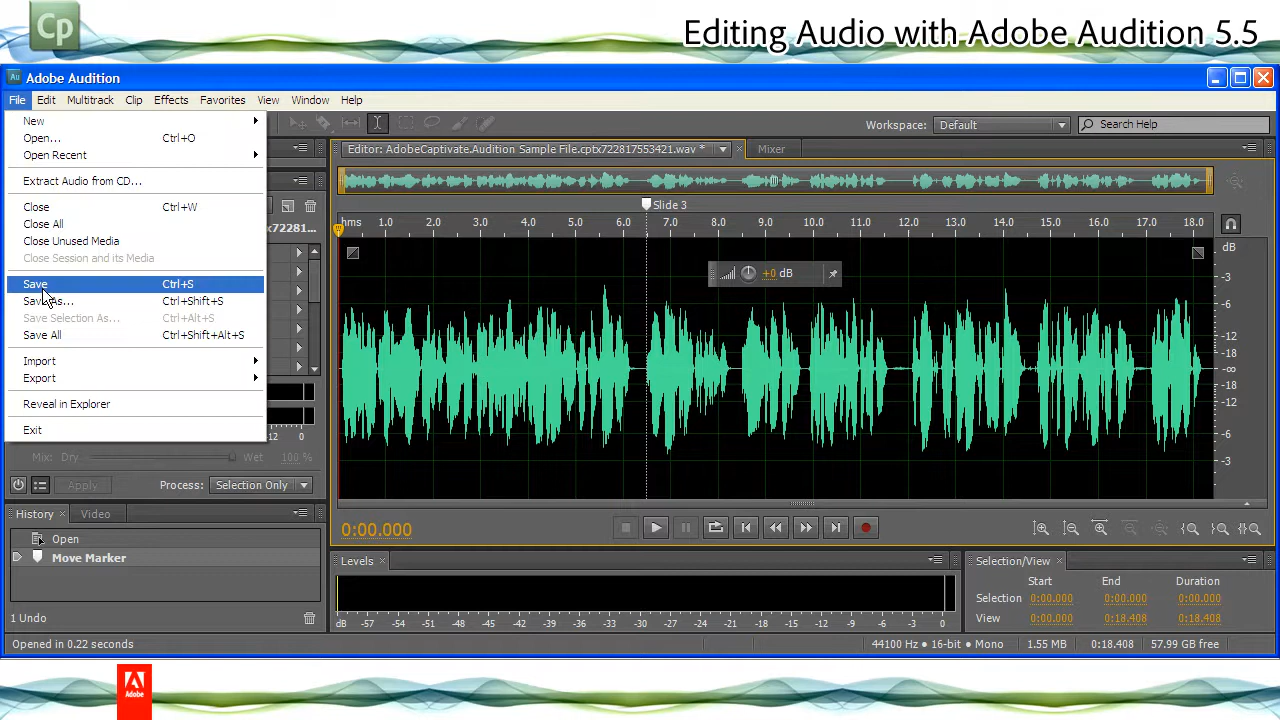 Cp
Editing Audio with Adobe Audition 5.5
Au Adobe Audition
File Edit Multitrack Clip Effects Favorites View Window Help
Workspace: Default Search Help
New
Open... Ctrl+O
Open Recent
Extract Audio from CD...
Close Ctrl+W
Close All
Close Unused Media
Close Session and its Media
Save Ctrl+S
Save As... Ctrl+Shift+S
Save Selection As... Ctrl+Alt+S
Save All Ctrl+Shift+Alt+S
Import
Export
Reveal in Explorer
Exit
Editor: AdobeCaptivate.Audition Sample File.cptx722817553421.wav * Mixer
Slide 3
hms 1.0 2.0 3.0 4.0 5.0 6.0 7.0 8.0 9.0 10.0 11.0 12.0 13.0 14.0 15.0 16.0 18.0
x72281
+0 dB
dB
-3
-6
-12
-18
-∞
-18
-12
-6
-3
12 0
Mix: Dry Wet 100 %
Apply Process: Selection Only
0:00.000
History Video
Open
Move Marker
1 Undo
Levels
dB -57 -54 -51 -48 -45 -42 -39 -36 -33 -30 -27 -24 -21 -18 -15 -12 -9 -6 -3 0
Selection/View
Start End Duration
Selection 0:00.000 0:00.000 0:00.000
View 0:00.000 0:18.408 0:18.408
Opened in 0.22 seconds
44100 Hz • 16-bit • Mono 1.55 MB 0:18.408 57.99 GB free
Adobe